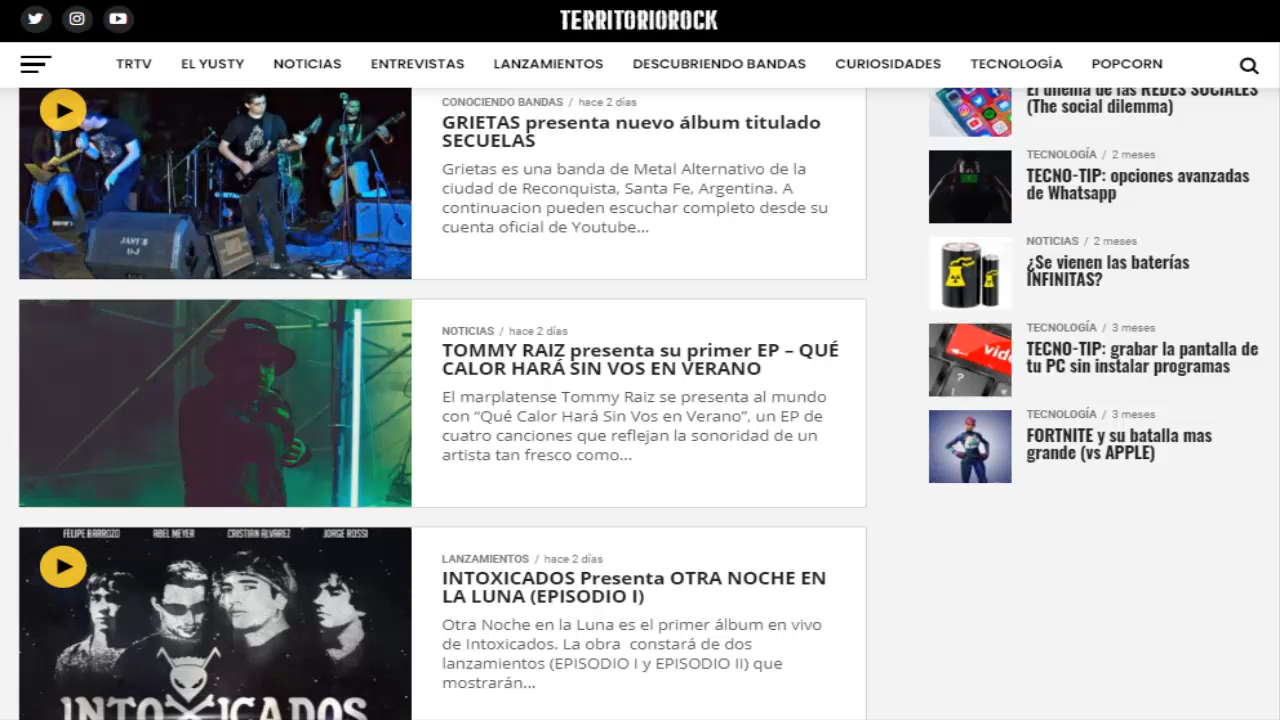 TERRITORIOROCK
TRTV
EL YUSTY
NOTICIAS
ENTREVISTAS
LANZAMIENTOS
DESCUBRIENDO BANDAS
CURIOSIDADES
TECNOLOGÍA
POPCORN
CONOCIENDO BANDAS / hace 2 días
GRIETAS presenta nuevo álbum titulado
SECUELAS
Grietas es una banda de Metal Alternativo de la
ciudad de Reconquista, Santa Fe, Argentina. A
continuacion pueden escuchar completo desde su
cuenta oficial de Youtube...
NOTICIAS / hace 2 días
TOMMY RAIZ presenta su primer EP – QUÉ
CALOR HARÁ SIN VOS EN VERANO
El marplatense Tommy Raiz se presenta al mundo
con “Qué Calor Hará Sin Vos en Verano”, un EP de
cuatro canciones que reflejan la sonoridad de un
artista tan fresco como...
FELIPE BARROZO ABEL MEYER CRISTIAN ALVAREZ JORGE ROSSI
INTOXICADOS
LANZAMIENTOS / hace 2 días
INTOXICADOS Presenta OTRA NOCHE EN
LA LUNA (EPISODIO I)
Otra Noche en la Luna es el primer álbum en vivo
de Intoxicados. La obra  constará de dos
lanzamientos (EPISODIO I y EPISODIO II) que
mostrarán...
El dilema de las REDES SOCIALES
(The social dilemma)
TECNOLOGÍA / 2 meses
TECNO-TIP: opciones avanzadas
de Whatsapp
NOTICIAS / 2 meses
¿Se vienen las baterías
INFINITAS?
TECNOLOGÍA / 3 meses
TECNO-TIP: grabar la pantalla de
tu PC sin instalar programas
TECNOLOGÍA / 3 meses
FORTNITE y su batalla mas
grande (vs APPLE)